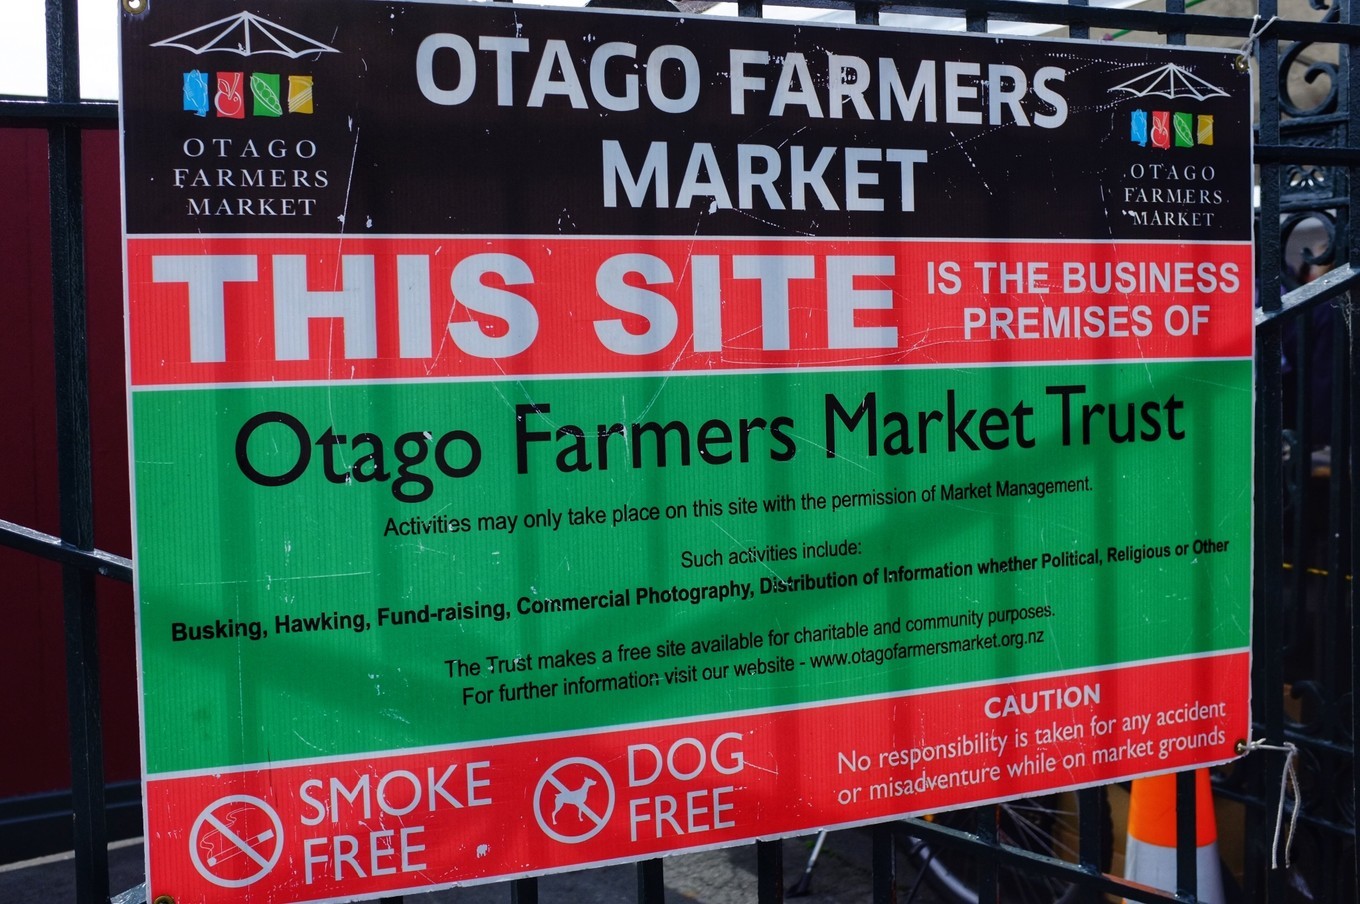 OTAGO
FARMERS
MARKET
OTAGO FARMERS
MARKET
OTAGO
FARMERS
MARKET
THIS SITE
IS THE BUSINESS
PREMISES OF
Otago Farmers Market Trust
Activities may only take place on this site with the permission of Market Management.
Such activities include:
Busking, Hawking, Fund-raising, Commercial Photography, Distribution of Information whether Political, Religious or Other
The Trust makes a free site available for charitable and community purposes.
For further information visit our website - www.otagofarmersmarket.org.nz
SMOKE
FREE
DOG
FREE
CAUTION
No responsibility is taken for any accident
or misadventure while on market grounds